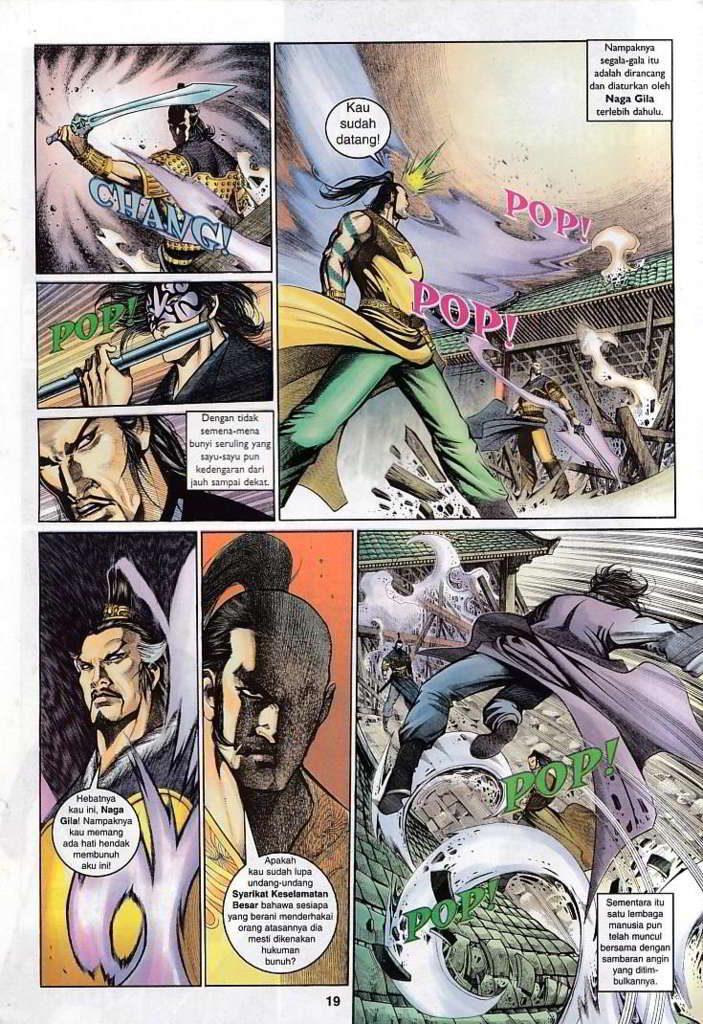 CHANG!
POP!
Dengan tidak
semena-mena
bunyi seruling yang
sayu-sayu pun
kedengaran dari
jauh sampai dekat.
Kau
sudah
datang!
Nampaknya
segala-gala itu
adalah dirancang
dan diaturkan oleh
Naga Gila
terlebih dahulu.
POP!
POP!
Hebatnya
kau ini, Naga
Gila! Nampaknya
kau memang
ada hati hendak
membunuh
aku ini!
Apakah
kau sudah lupa
undang-undang
Syarikat Keselamatan
Besar bahawa sesiapa
yang berani menderhakai
orang atasannya dia
mesti dikenakan
hukuman
bunuh?
POP!
POP!
Sementara itu
satu lembaga
manusia pun
telah muncul
bersama dengan
sambaran angin
yang ditim-
bulkannya.
19